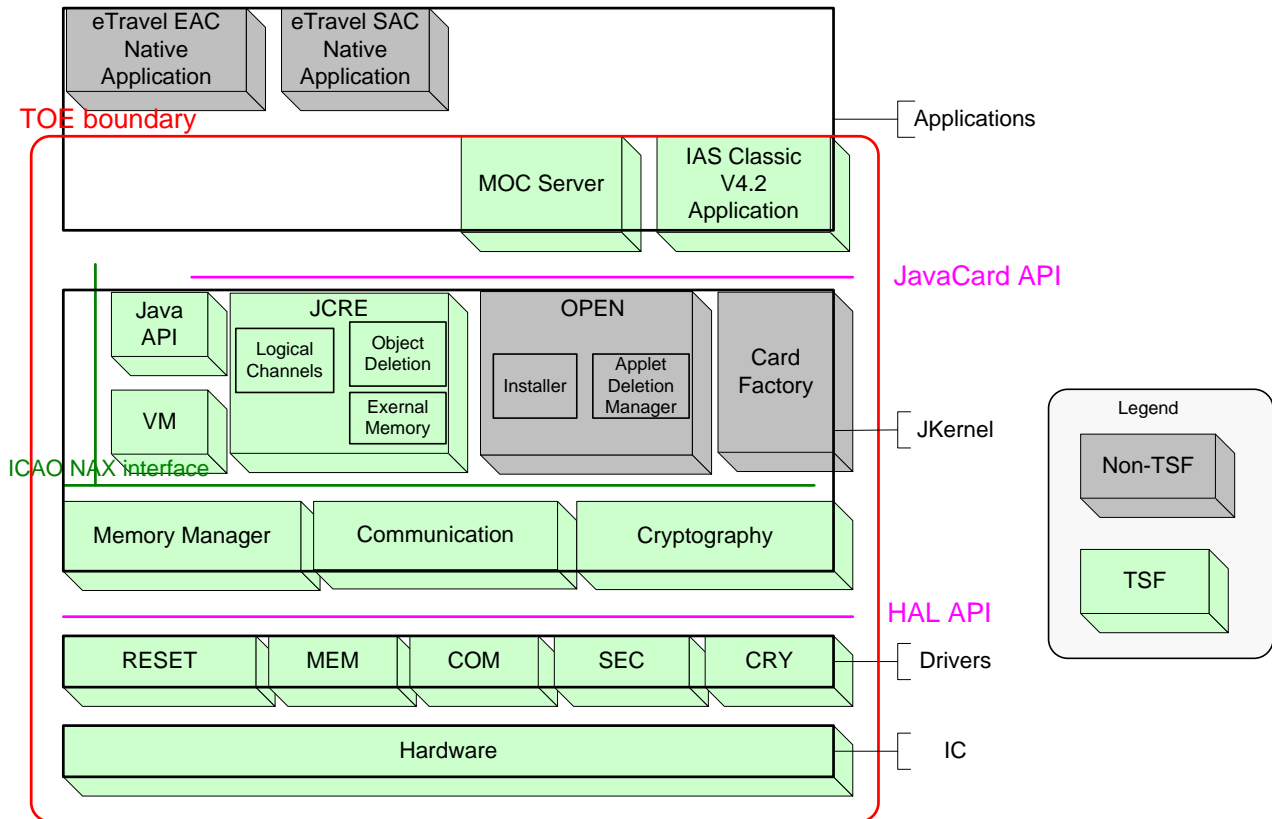 eTravel EAC
Native
Application
eTravel SAC
Native
Application
TOE boundary
Applications
MOC Server
IAS Classic
V4.2
Application
JavaCard API
Java
API
JCRE
Logical
Channels
Object
Deletion
Exernal
Memory
OPEN
Installer
Applet
Deletion
Manager
Card
Factory
VM
JKernel
ICAO NAX interface
Memory Manager
Communication
Cryptography
HAL API
RESET
MEM
COM
SEC
CRY
Drivers
Hardware
IC
Legend
Non-TSF
TSF